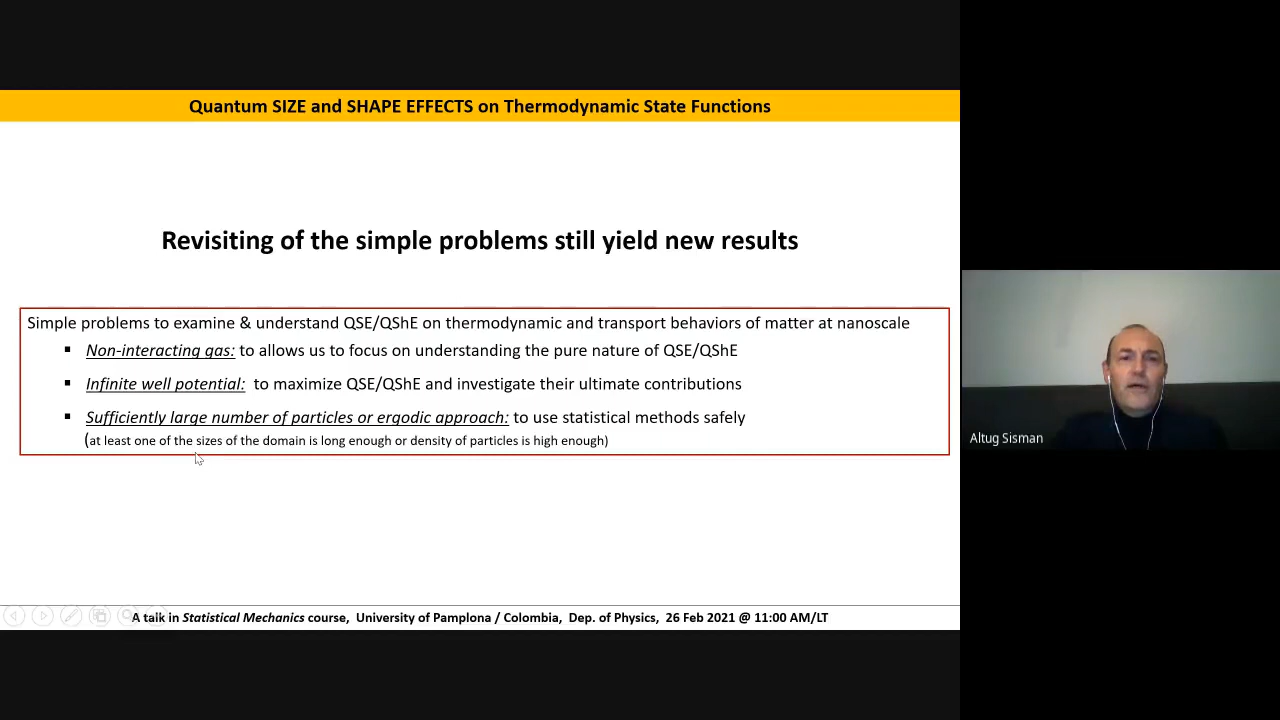 Quantum SIZE and SHAPE EFFECTS on Thermodynamic State Functions
Revisiting of the simple problems still yield new results
Simple problems to examine & understand QSE/QShE on thermodynamic and transport behaviors of matter at nanoscale
▪ Non-interacting gas: to allows us to focus on understanding the pure nature of QSE/QShE
▪ Infinite well potential: to maximize QSE/QShE and investigate their ultimate contributions
▪ Sufficiently large number of particles or ergodic approach: to use statistical methods safely
(at least one of the sizes of the domain is long enough or density of particles is high enough)
Altug Sisman
A talk in Statistical Mechanics course, University of Pamplona / Colombia, Dep. of Physics, 26 Feb 2021 @ 11:00 AM/LT